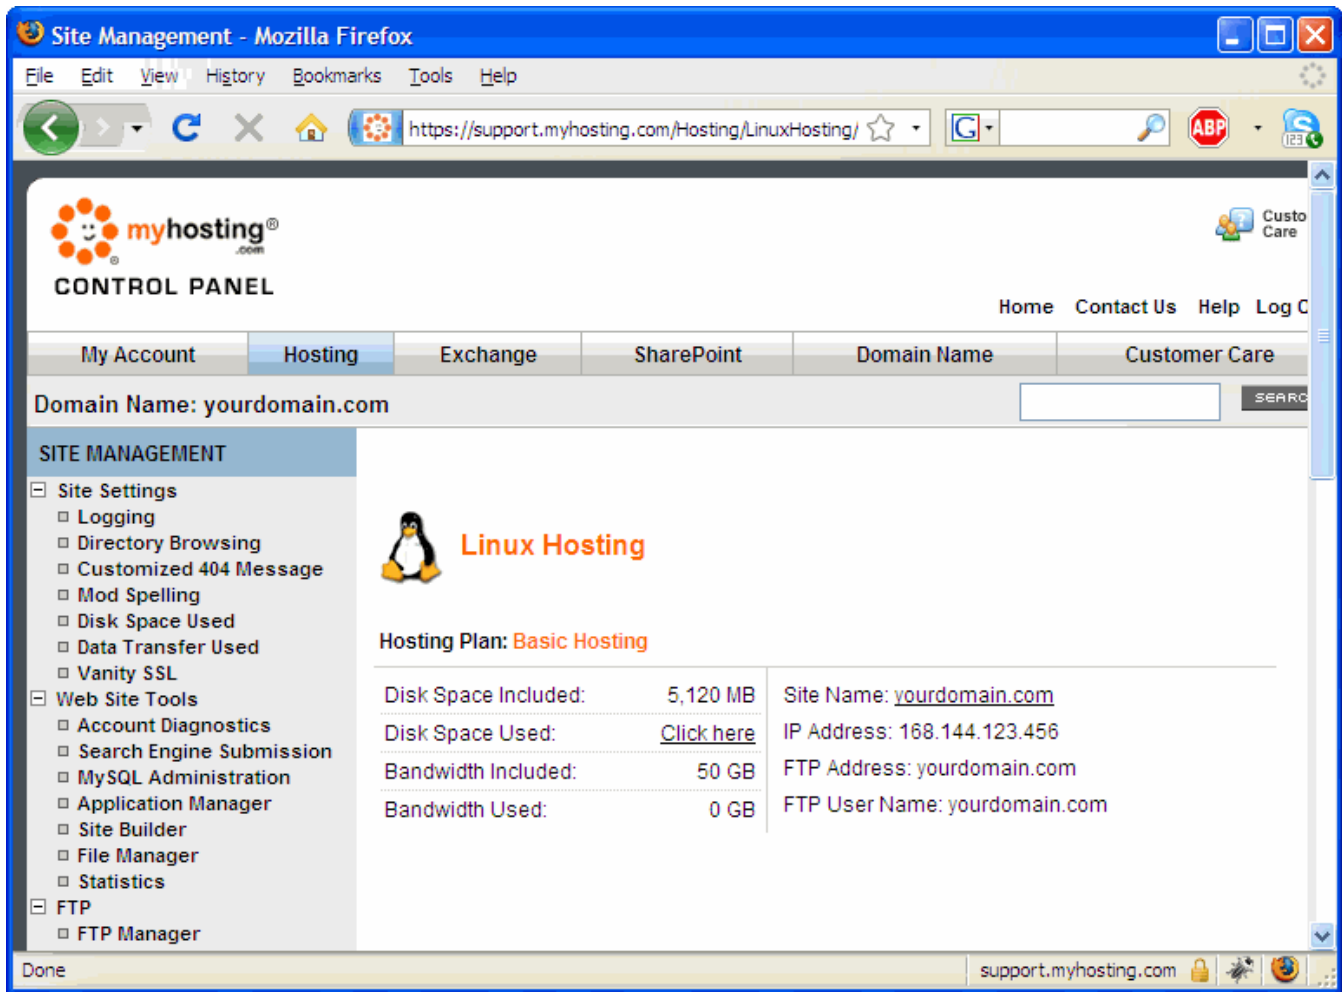 Site Management - Mozilla Firefox
File Edit View History Bookmarks Tools Help
https://support.myhosting.com/Hosting/LinuxHosting/
G
ABP
123
myhosting®
.com
CONTROL PANEL
Custo
Care
Home Contact Us Help Log O
My Account Hosting Exchange SharePoint Domain Name Customer Care
Domain Name: yourdomain.com
SEARC
SITE MANAGEMENT
Site Settings
Logging
Directory Browsing
Customized 404 Message
Mod Spelling
Disk Space Used
Data Transfer Used
Vanity SSL
Web Site Tools
Account Diagnostics
Search Engine Submission
MySQL Administration
Application Manager
Site Builder
File Manager
Statistics
FTP
FTP Manager
Linux Hosting
Hosting Plan: Basic Hosting
Disk Space Included: 5,120 MB
Disk Space Used: Click here
Bandwidth Included: 50 GB
Bandwidth Used: 0 GB
Site Name: yourdomain.com
IP Address: 168.144.123.456
FTP Address: yourdomain.com
FTP User Name: yourdomain.com
Done
support.myhosting.com